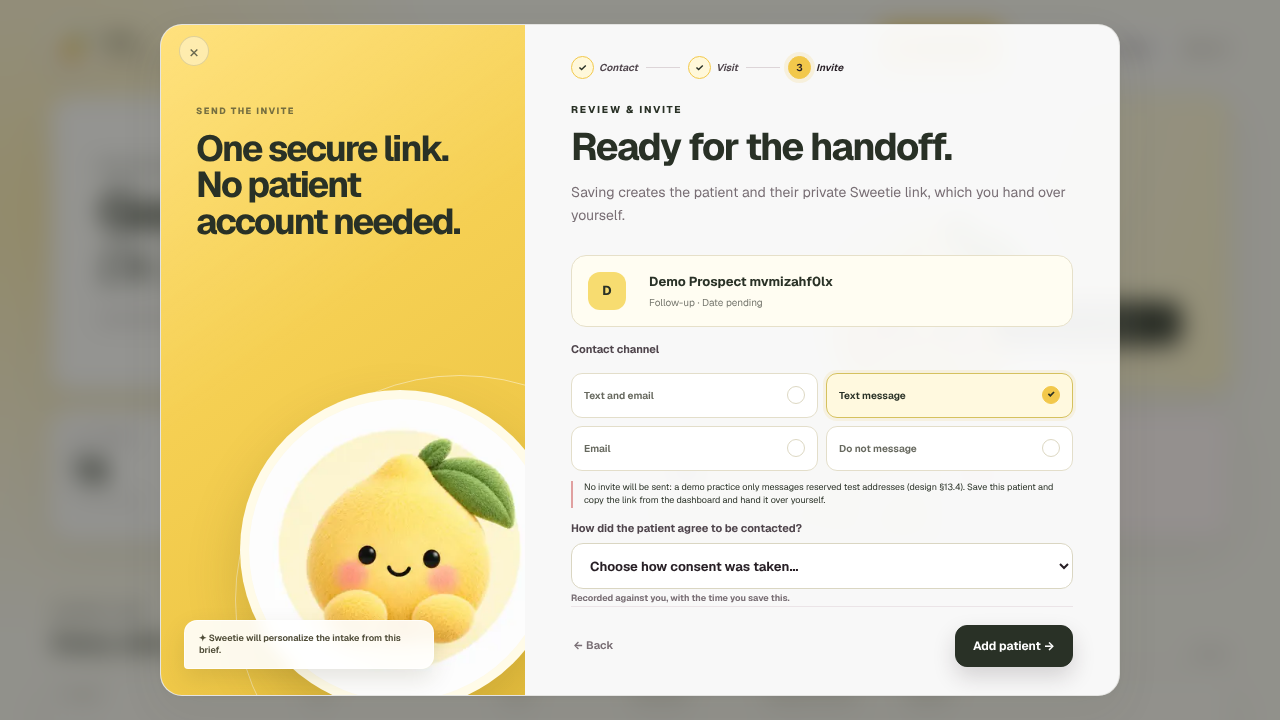 ×
SEND THE INVITE
One secure link.
No patient
account needed.
✦ Sweetie will personalize the intake from this
brief.
✓ Contact ✓ Visit 3 Invite
REVIEW & INVITE
Ready for the handoff.
Saving creates the patient and their private Sweetie link, which you hand over
yourself.
D
Demo Prospect mvmizahf0lx
Follow-up · Date pending
Contact channel
Text and email
Text message
Email
Do not message
No invite will be sent: a demo practice only messages reserved test addresses (design §13.4). Save this patient and
copy the link from the dashboard and hand it over yourself.
How did the patient agree to be contacted?
Choose how consent was taken...
Recorded against you, with the time you save this.
← Back
Add patient →